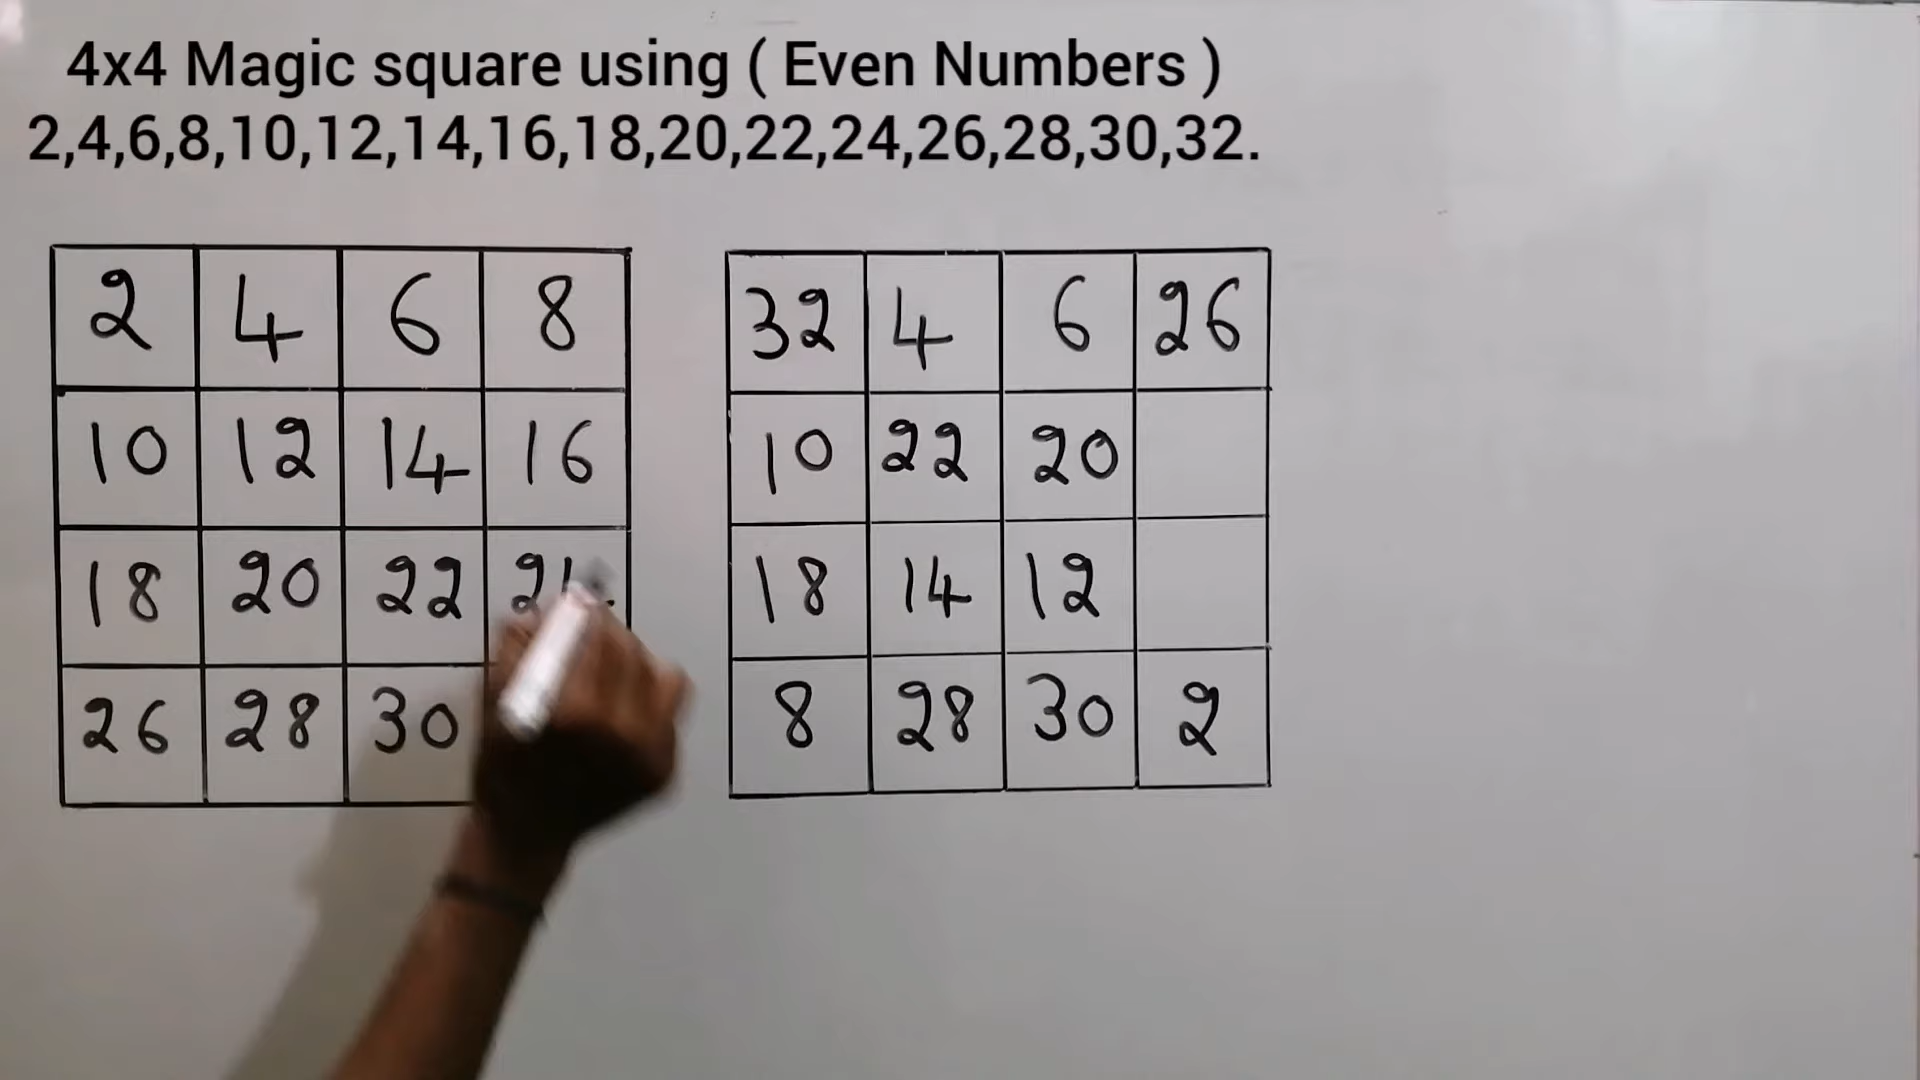 4x4 Magic square using ( Even Numbers )
2,4,6,8,10,12,14,16,18,20,22,24,26,28,30,32.
2 4 6 8
10 12 14 16
18 20 22
26 28 30
32 4 6 26
10 22 20
18 14 12
8 28 30 2